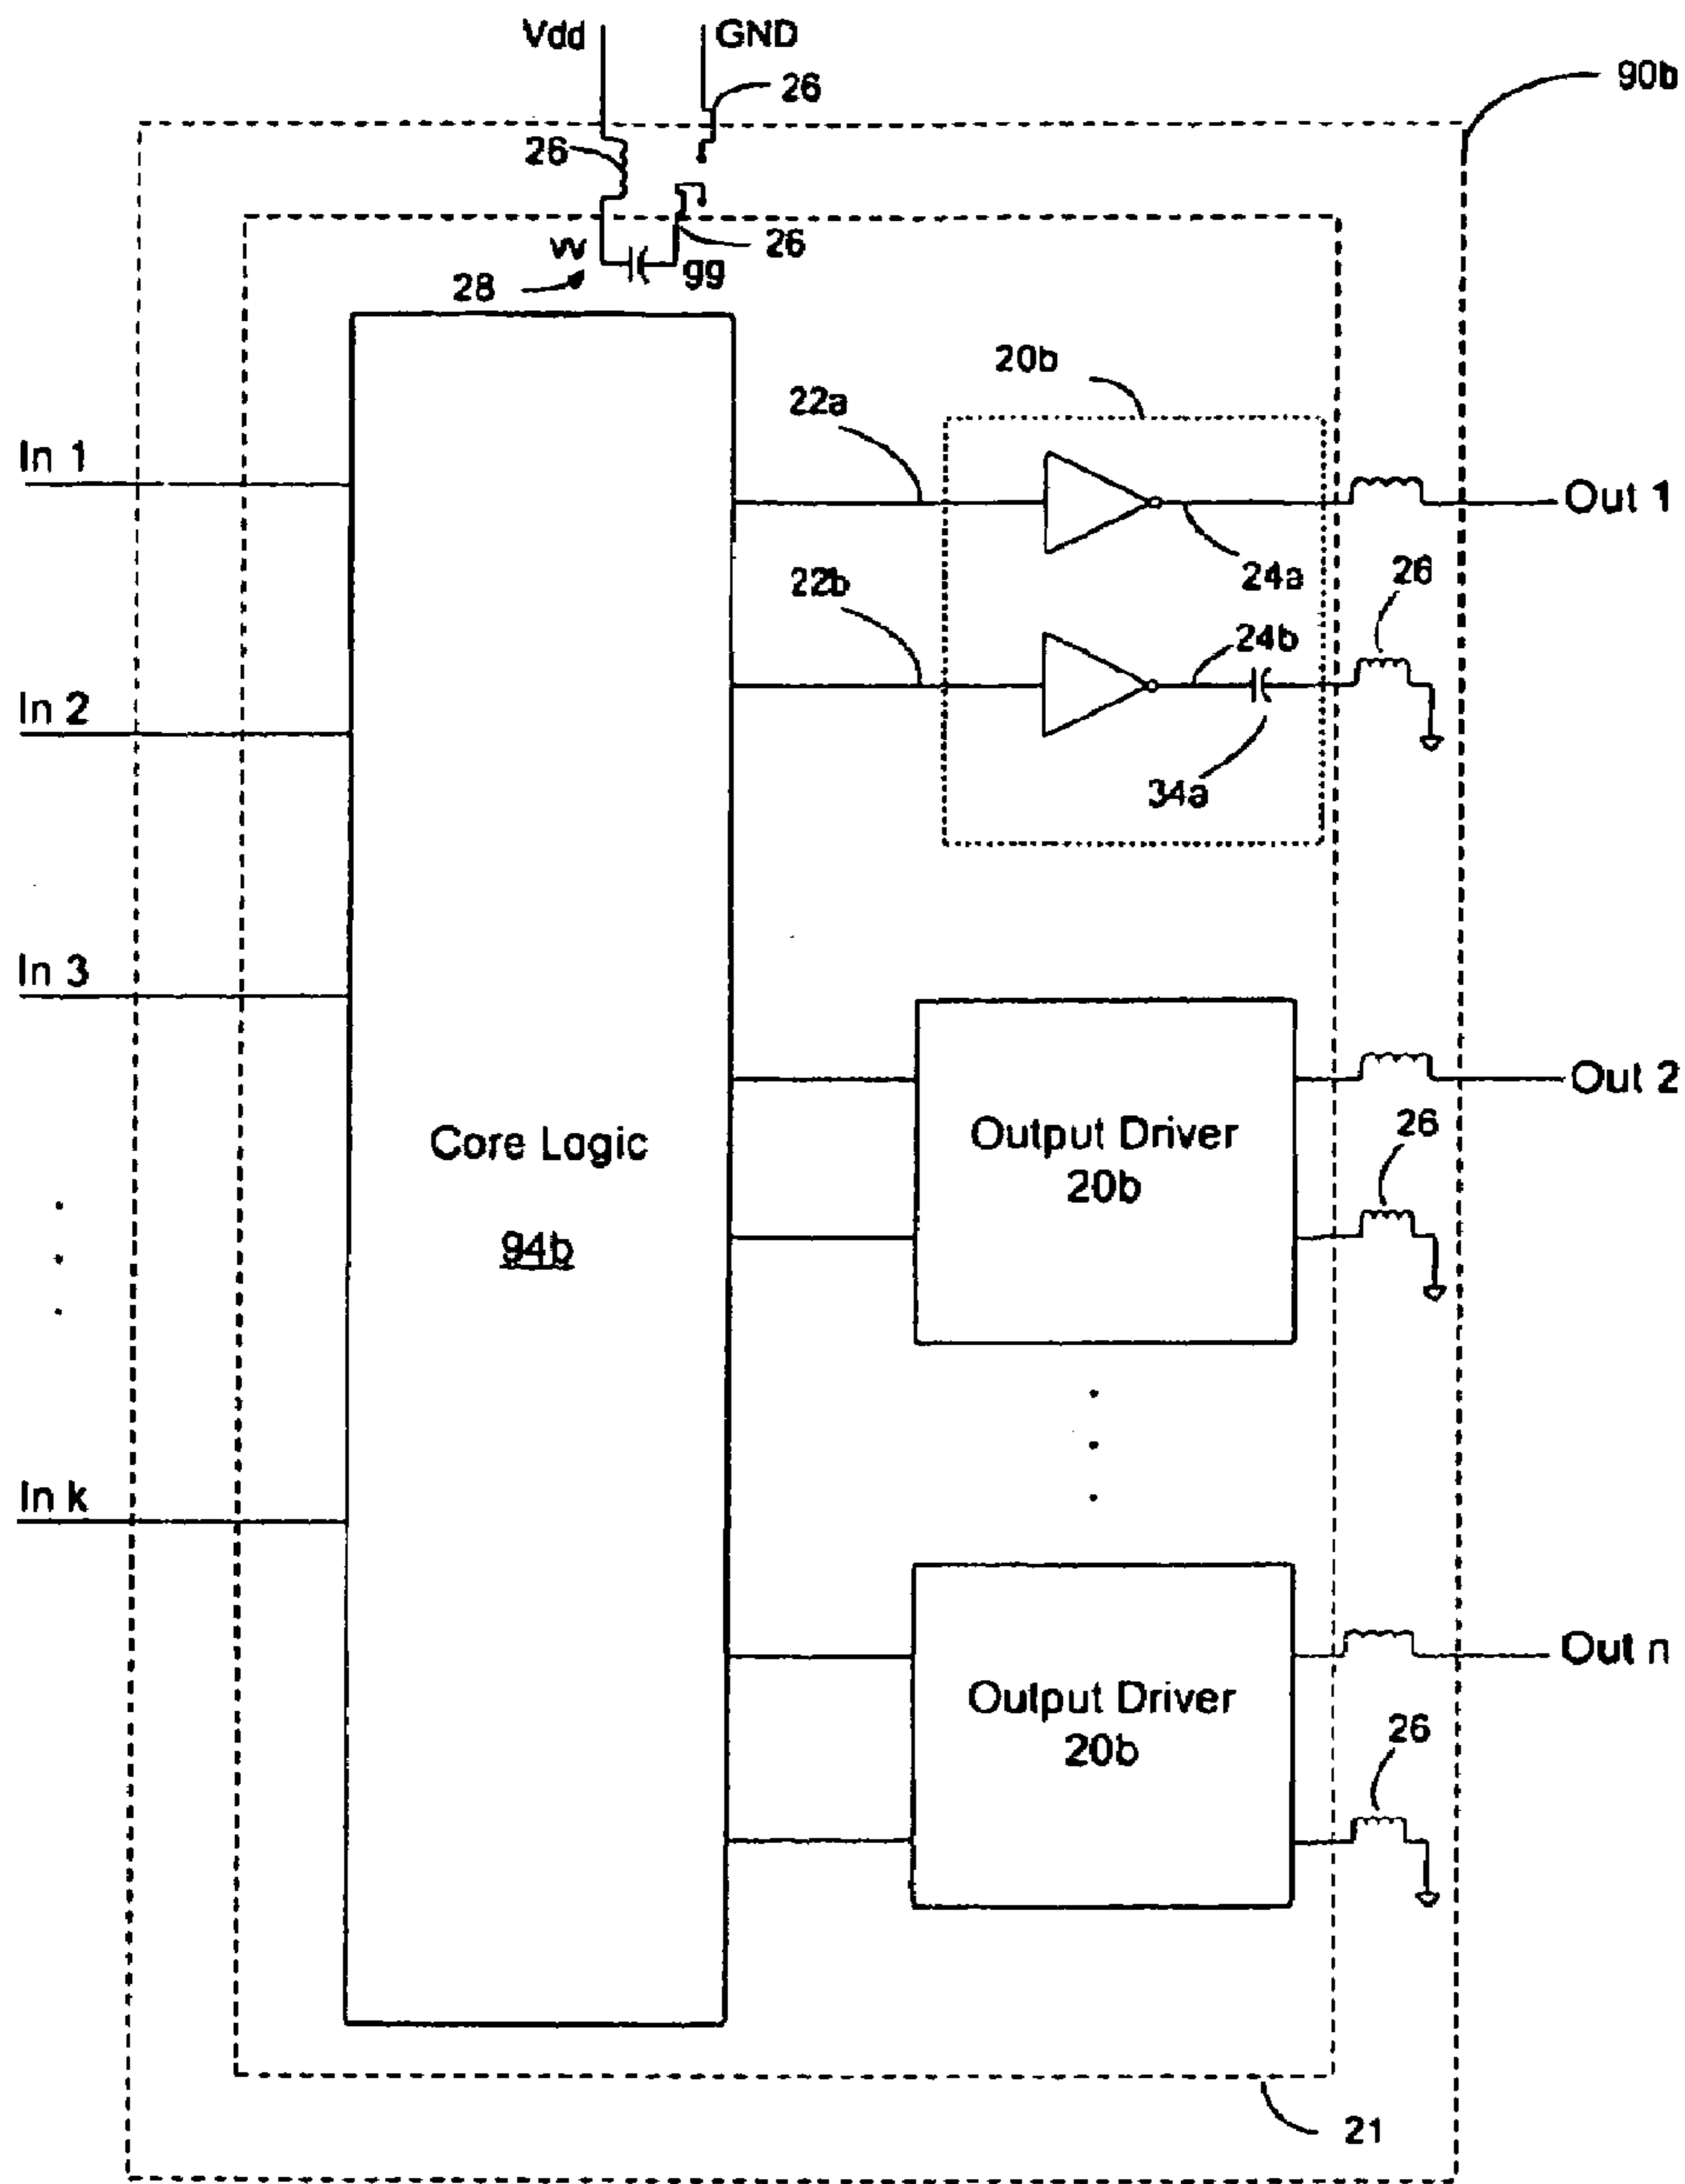 Vdd
GND
26
90b
26
vv
26
gg
28
20b
22a
In 1
Out 1
24a
26
22b
24b
In 2
34a
In 3
Out 2
Output Driver
20b
26
Core Logic
94b
In k
Out n
Output Driver
20b
26
21